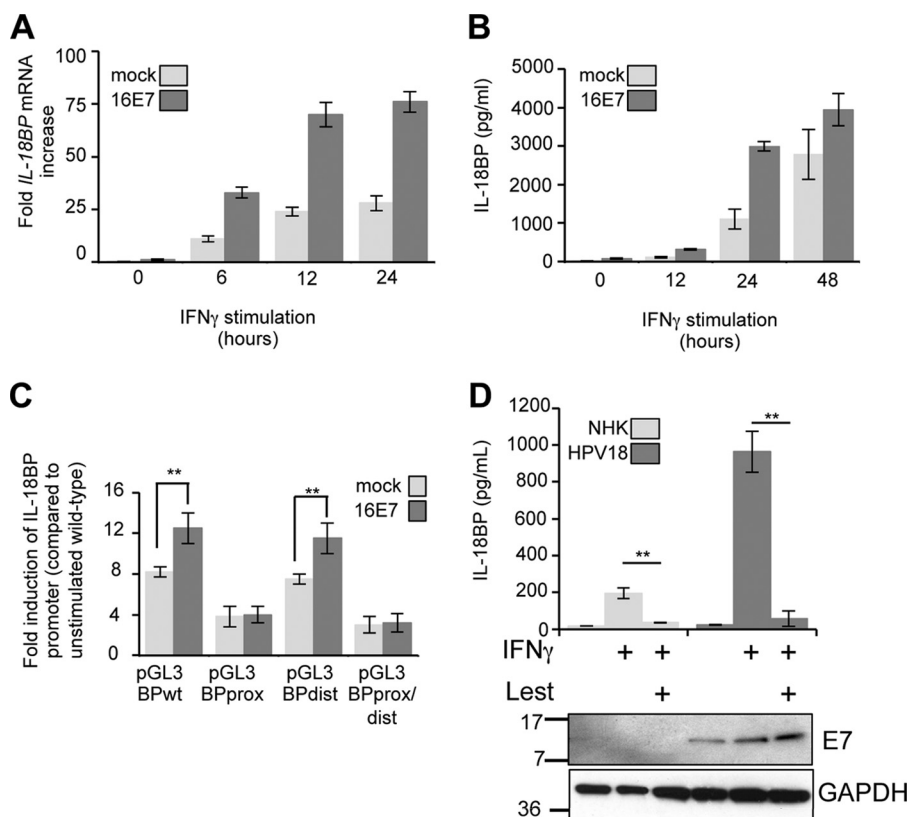 A
Fold IL-18BP mRNA
increase
100
75
50
25
0
mock
16E7
0 6 12 24
IFNγ stimulation
(hours)
B
IL-18BP (pg/ml)
5000
4000
3000
2000
1000
0
mock
16E7
0 12 24 48
IFNγ stimulation
(hours)
C
Fold induction of IL-18BP
promoter (compared to
unstimulated wild-type)
16
12
8
4
0
**
**
mock
16E7
pGL3 pGL3 pGL3 pGL3
BPwt BPprox BPdist BPprox/
dist
D
IL-18BP (pg/mL)
1200
1000
800
600
400
200
0
NHK
HPV18
**
**
IFNγ + + + +
Lest + +
17
7
E7
36
GAPDH